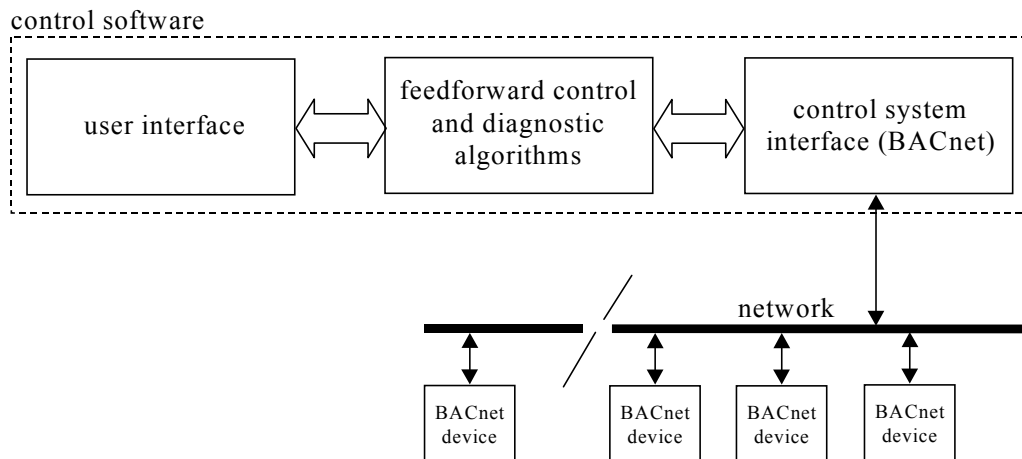 control software
user interface
feedforward control
and diagnostic
algorithms
control system
interface (BACnet)
network
BACnet
device
BACnet
device
BACnet
device
BACnet
device